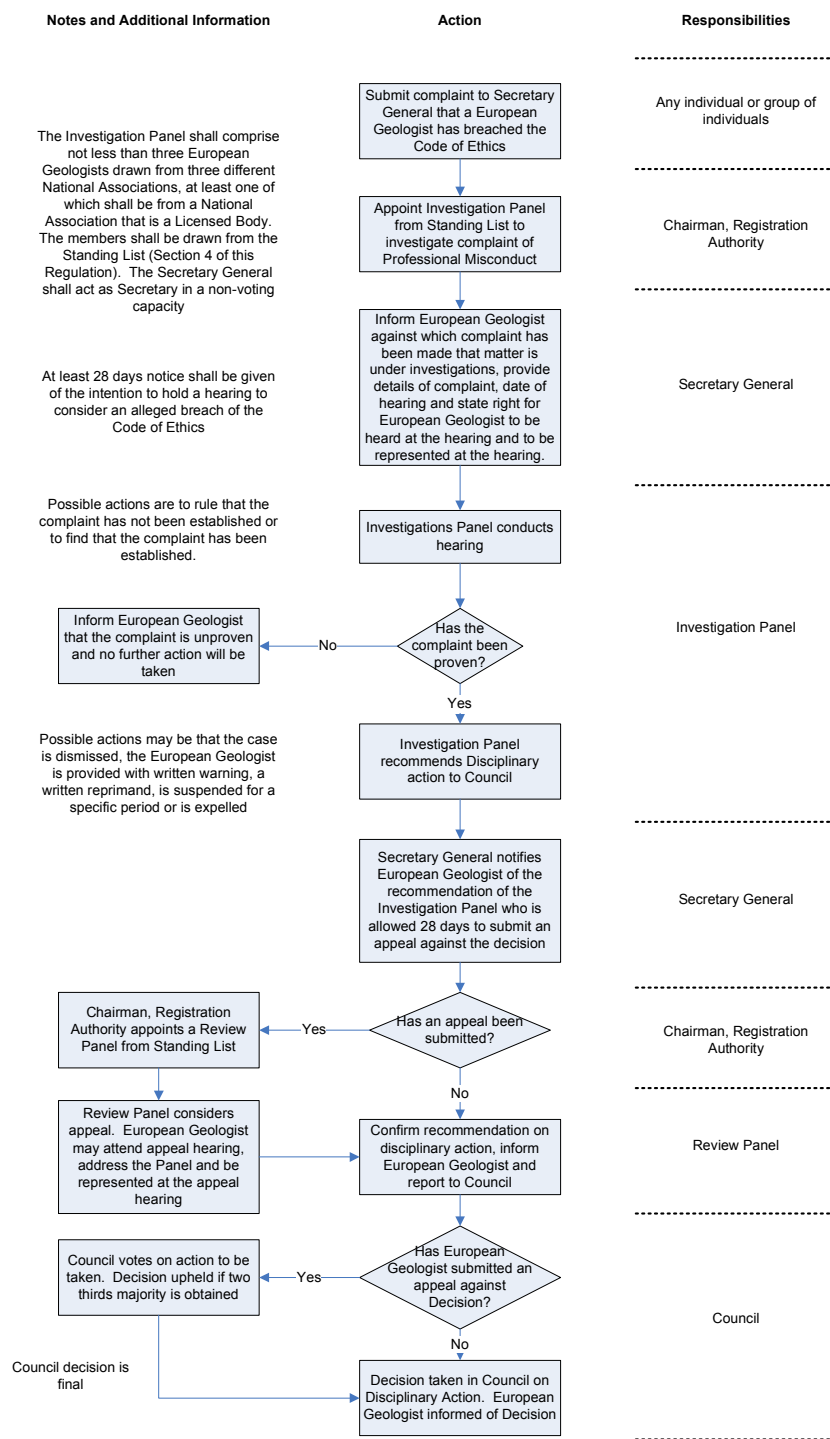 Notes and Additional Information
Action
Responsibilities
Submit complaint to Secretary
General that a European
Geologist has breached the
Code of Ethics
Any individual or group of
individuals
The Investigation Panel shall comprise
not less than three European
Geologists drawn from three different
National Associations, at least one of
which shall be from a National
Association that is a Licensed Body.
The members shall be drawn from the
Standing List (Section 4 of this
Regulation).  The Secretary General
shall act as Secretary in a non-voting
capacity
Appoint Investigation Panel
from Standing List to
investigate complaint of
Professional Misconduct
Chairman, Registration
Authority
Inform European Geologist
against which complaint has
been made that matter is
under investigations, provide
details of complaint, date of
hearing and state right for
European Geologist to be
heard at the hearing and to be
represented at the hearing.
At least 28 days notice shall be given
of the intention to hold a hearing to
consider an alleged breach of the
Code of Ethics
Secretary General
Possible actions are to rule that the
complaint has not been established or
to find that the complaint has been
established.
Investigations Panel conducts
hearing
Has the
complaint been
proven?
No
Inform European Geologist
that the complaint is unproven
and no further action will be
taken
Investigation Panel
Yes
Possible actions may be that the case
is dismissed, the European Geologist
is provided with written warning, a
written reprimand, is suspended for a
specific period or is expelled
Investigation Panel
recommends Disciplinary
action to Council
Secretary General notifies
European Geologist of the
recommendation of the
Investigation Panel who is
allowed 28 days to submit an
appeal against the decision
Secretary General
Has an appeal been
submitted?
Yes
Chairman, Registration
Authority appoints a Review
Panel from Standing List
Chairman, Registration
Authority
No
Review Panel considers
appeal.  European Geologist
may attend appeal hearing,
address the Panel and be
represented at the appeal
hearing
Confirm recommendation on
disciplinary action, inform
European Geologist and
report to Council
Review Panel
Has European
Geologist submitted an
appeal against
Decision?
Yes
Council votes on action to be
taken.  Decision upheld if two
thirds majority is obtained
Council
No
Council decision is
final
Decision taken in Council on
Disciplinary Action.  European
Geologist informed of Decision